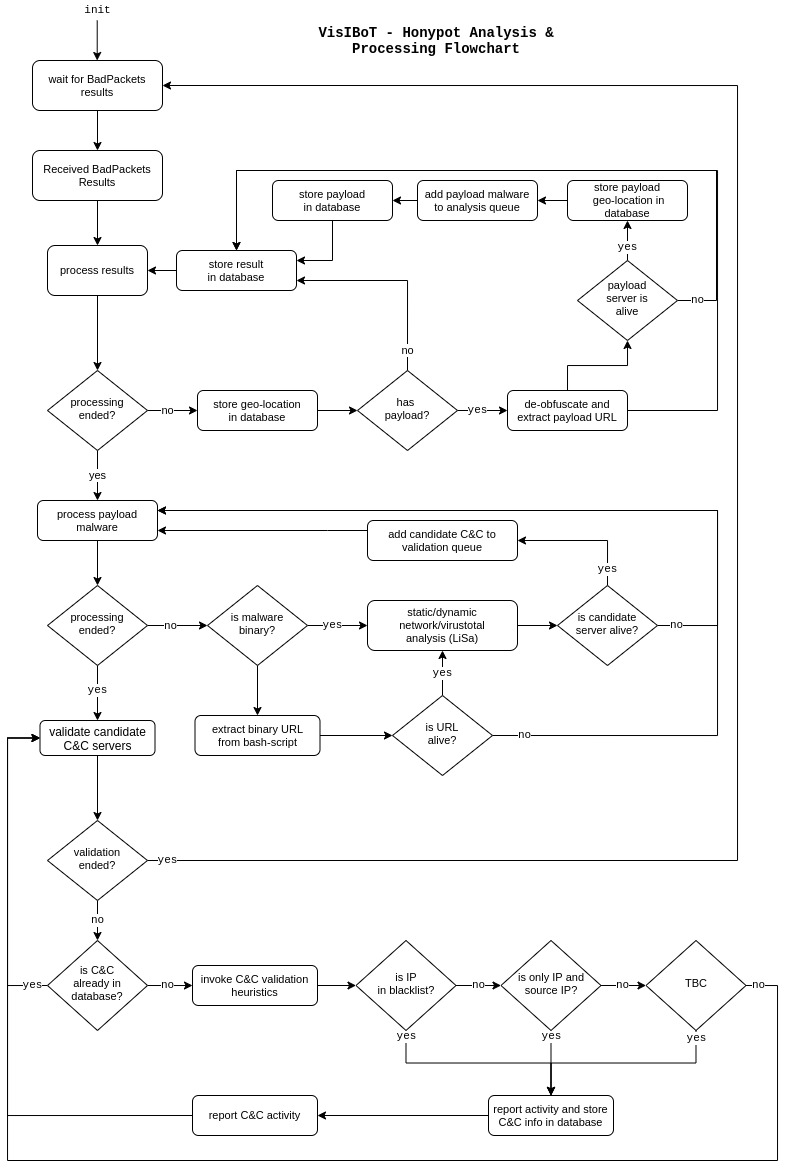 init
VisIBoT - Honypot Analysis &
Processing Flowchart
wait for BadPackets
results
Received BadPackets
Results
store payload
in database
add payload malware
to analysis queue
store payload
geo-location in
database
yes
process results
store result
in database
payload
server is
alive
no
no
processing
ended?
no
store geo-location
in database
has
payload?
yes
de-obfuscate and
extract payload URL
yes
process payload
malware
add candidate C&C to
validation queue
yes
processing
ended?
no
is malware
binary?
yes
static/dynamic
network/virustotal
analysis (LiSa)
is candidate
server alive?
no
yes
yes
validate candidate
C&C servers
extract binary URL
from bash-script
is URL
alive?
no
validation
ended?
yes
no
yes
is C&C
already in
database?
no
invoke C&C validation
heuristics
is IP
in blacklist?
no
is only IP and
source IP?
no
TBC
no
yes
yes
yes
report C&C activity
report activity and store
C&C info in database